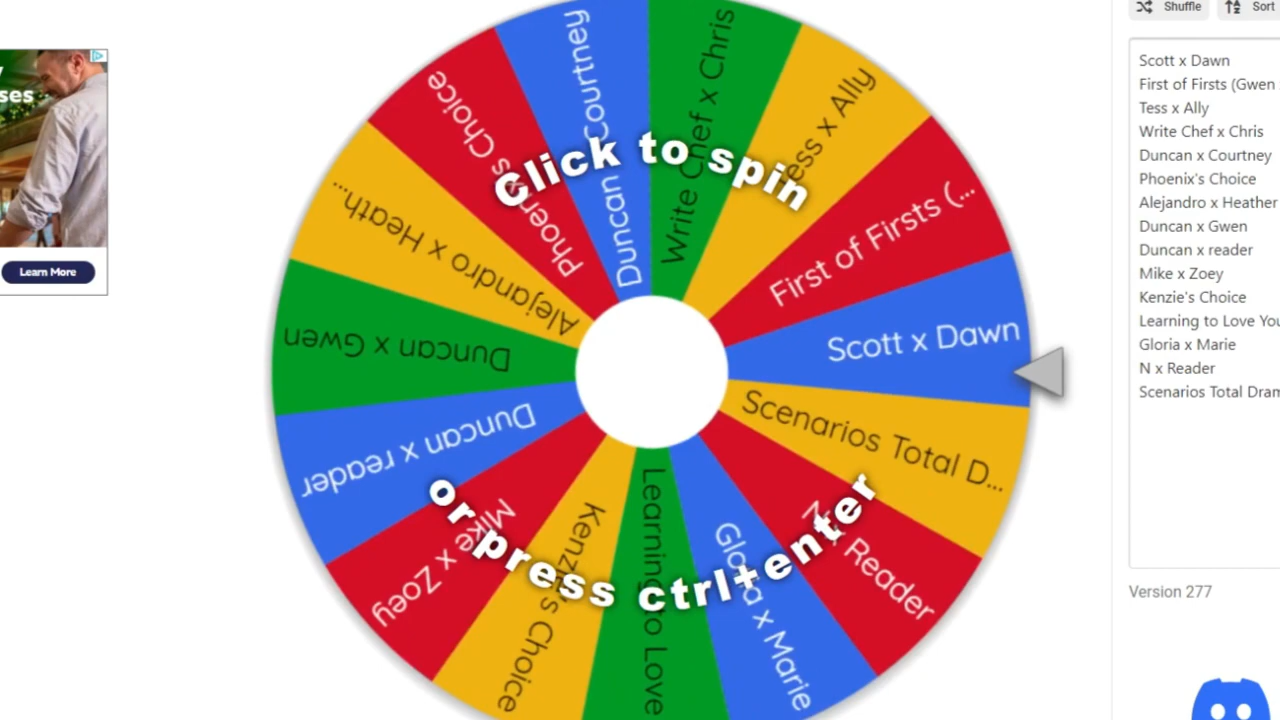 Shuffle
Sort
ses
Learn More
Click to spin
or press ctrl+enter
Scott x Dawn
First of Firsts (...
Tess x Ally
Write Chef x Chris
Duncan x Courtney
Phoenix's Choice
Alejandro x Heath...
Duncan x Gwen
Duncan x reader
Mike x Zoey
Kenzie's Choice
Learning to Love
Gloria x Marie
N x Reader
Scenarios Total D...
Scott x Dawn
First of Firsts (Gwen
Tess x Ally
Write Chef x Chris
Duncan x Courtney
Phoenix's Choice
Alejandro x Heather
Duncan x Gwen
Duncan x reader
Mike x Zoey
Kenzie's Choice
Learning to Love You
Gloria x Marie
N x Reader
Scenarios Total Dram
Version 277